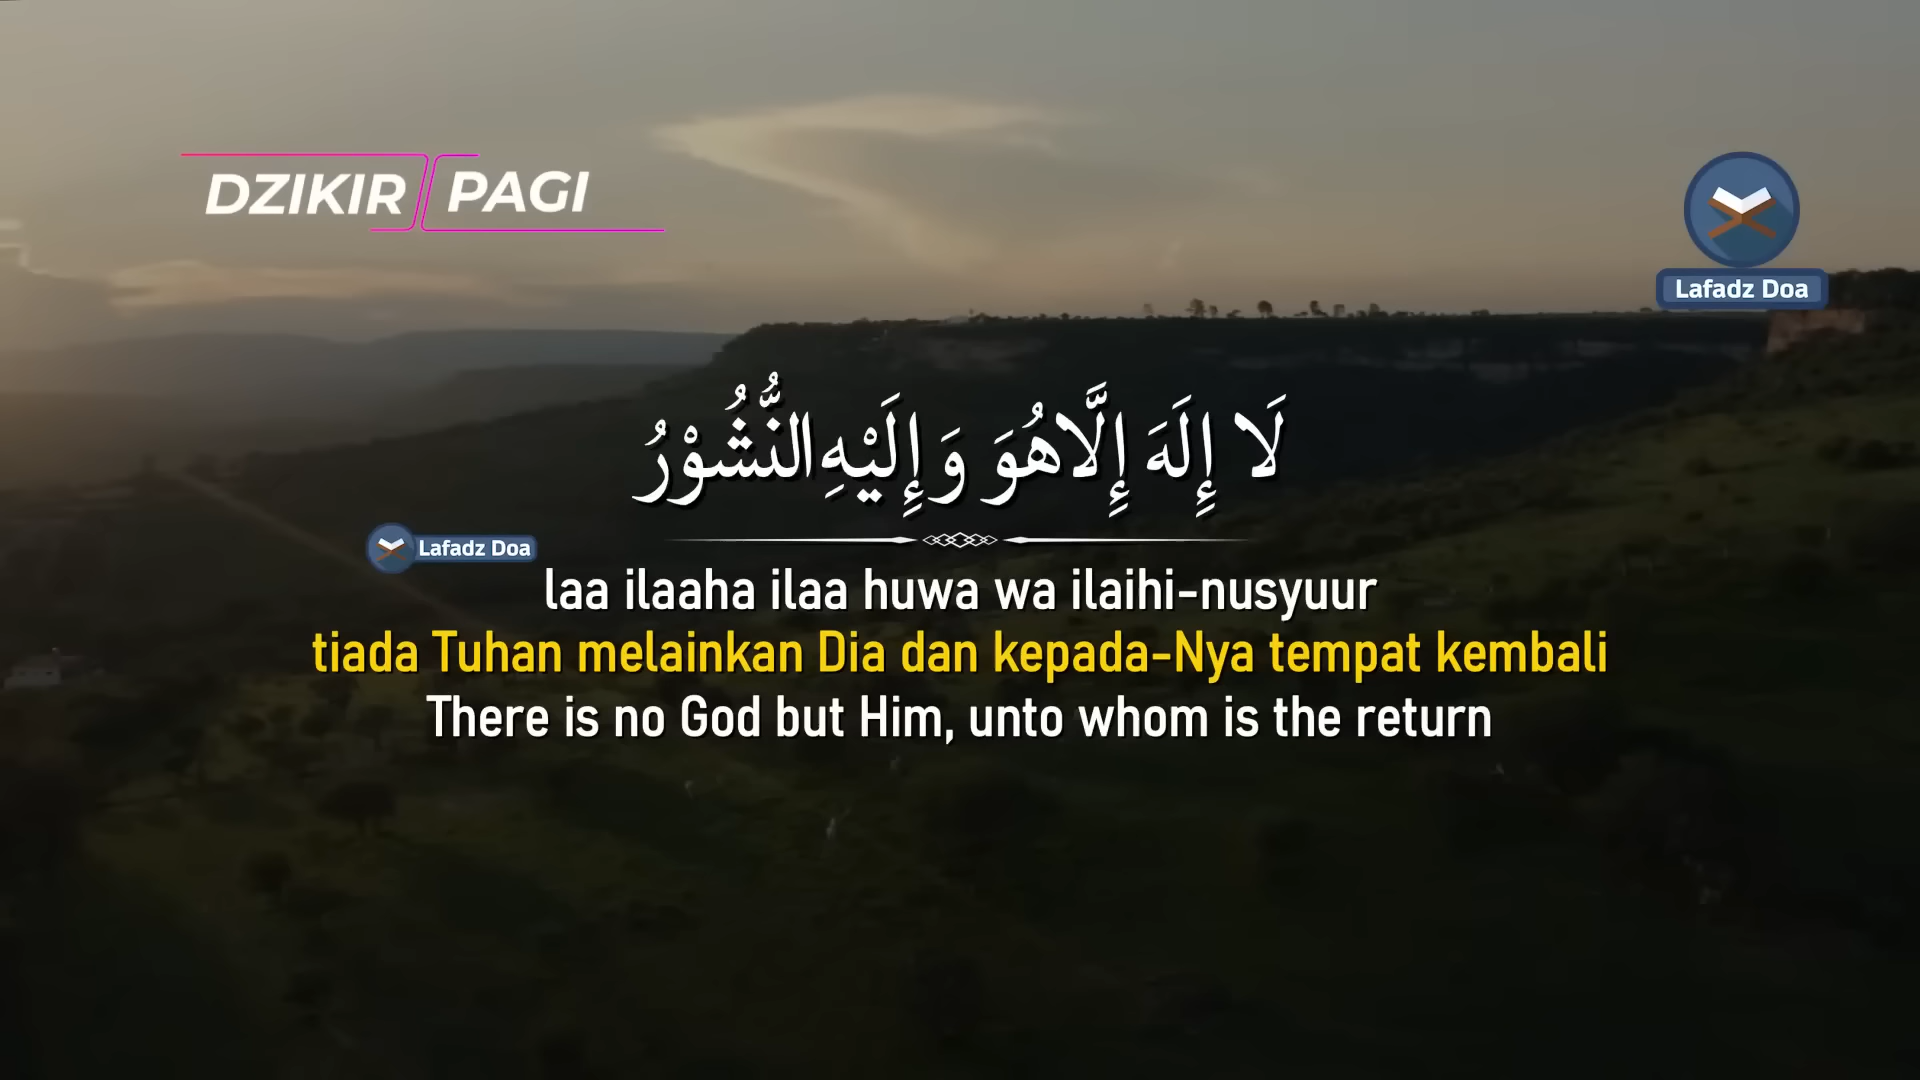 DZIKIR PAGI
Lafadz Doa
لَا إِلَهَ إِلَّاهُوَ وَإِلَيْهِ النُّشُوْرُ
Lafadz Doa
laa ilaaha ilaa huwa wa ilaihi-nusyuur
tiada Tuhan melainkan Dia dan kepada-Nya tempat kembali
There is no God but Him, unto whom is the return